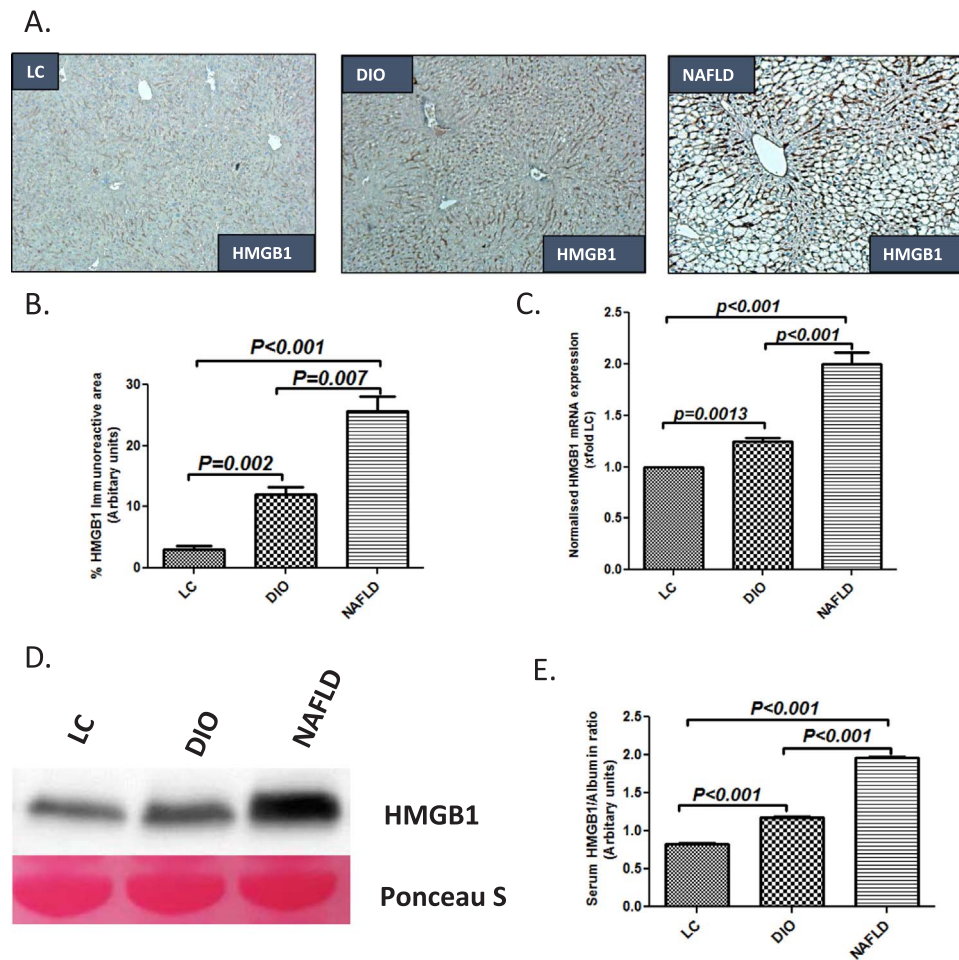 A.
LC
HMGB1
DIO
HMGB1
NAFLD
HMGB1
B.
% HMGB1 Immunoreactive area
(Arbitary units)
30
20
10
0
P<0.001
P=0.007
P=0.002
LC
DIO
NAFLD
C.
Normalised HMGB1 mRNA expression
(xfold LC)
2.5
2.0
1.5
1.0
0.5
0.0
p<0.001
p<0.001
p=0.0013
LC
DIO
NAFLD
D.
LC
DIO
NAFLD
HMGB1
Ponceau S
E.
Serum HMGB1/Albumin ratio
(Arbitary units)
2.5
2.0
1.5
1.0
0.5
0.0
P<0.001
P<0.001
P<0.001
LC
DIO
NAFLD